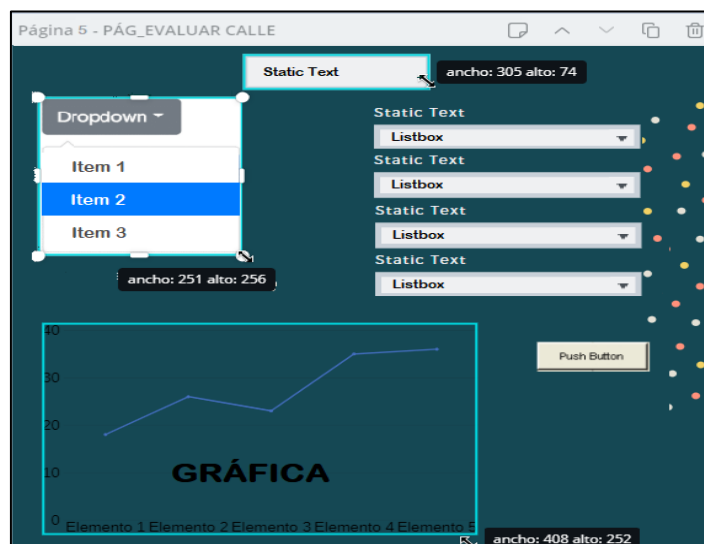 Página 5 - PÁG_EVALUAR CALLE
Static Text
ancho: 305 alto: 74
Dropdown
Item 1
Item 2
Item 3
ancho: 251 alto: 256
Static Text
Listbox
Static Text
Listbox
Static Text
Listbox
Static Text
Listbox
40
30
20
10
0
GRÁFICA
Elemento 1 Elemento 2 Elemento 3 Elemento 4 Elemento 5
Push Button
ancho: 408 alto: 252